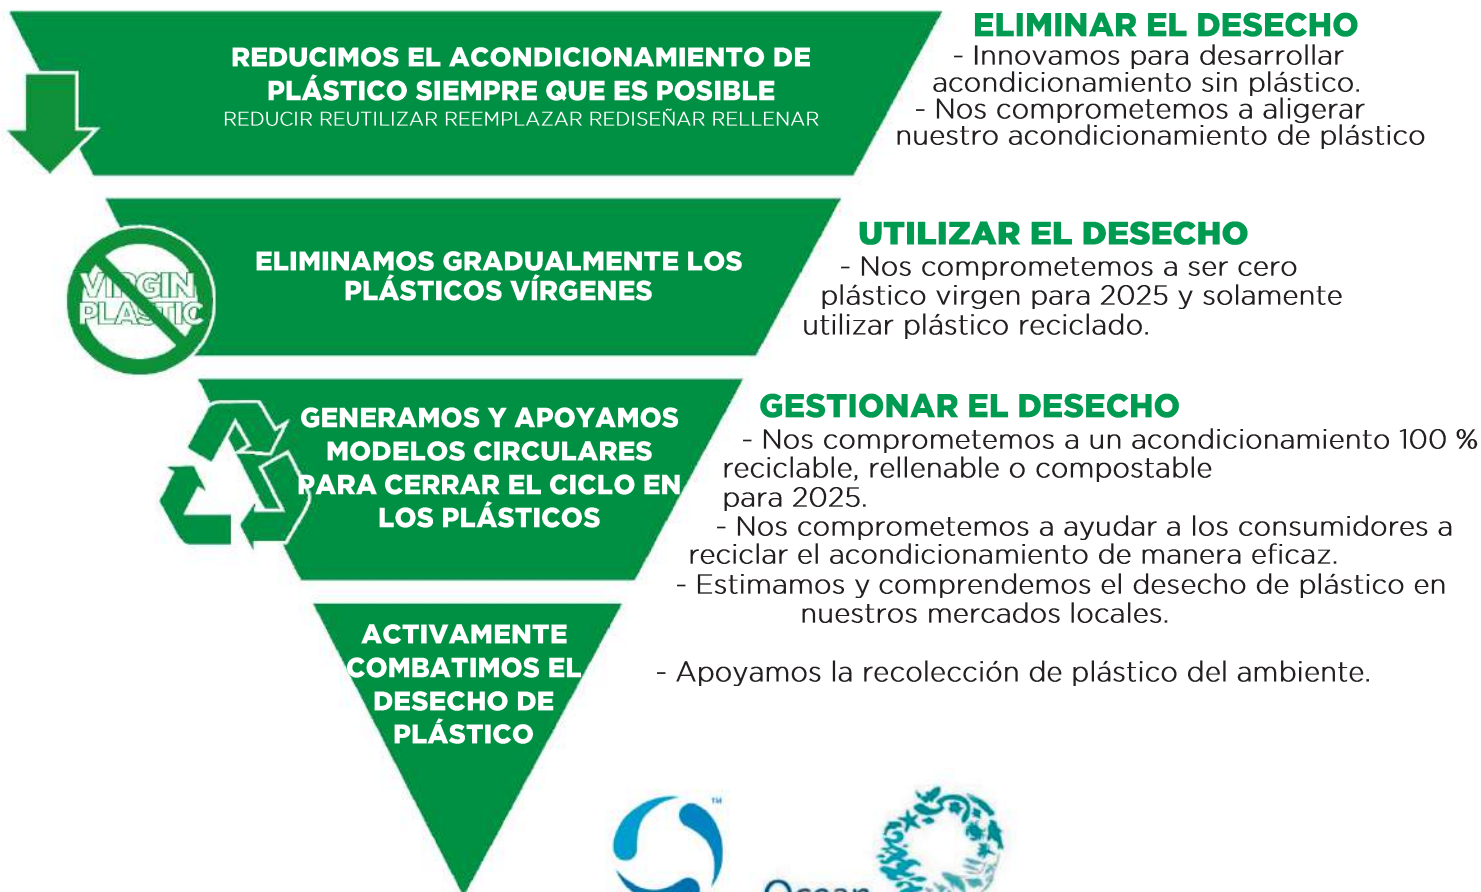 REDUCIMOS EL ACONDICIONAMIENTO DE
PLÁSTICO SIEMPRE QUE ES POSIBLE
REDUCIR REUTILIZAR REEMPLAZAR REDISEÑAR RELLENAR
ELIMINAR EL DESECHO
- Innovamos para desarrollar
acondicionamiento sin plástico.
- Nos comprometemos a aligerar
nuestro acondicionamiento de plástico
VIRGIN
PLASTIC
ELIMINAMOS GRADUALMENTE LOS
PLÁSTICOS VÍRGENES
UTILIZAR EL DESECHO
- Nos comprometemos a ser cero
plástico virgen para 2025 y solamente
utilizar plástico reciclado.
GENERAMOS Y APOYAMOS
MODELOS CIRCULARES
PARA CERRAR EL CICLO EN
LOS PLÁSTICOS
GESTIONAR EL DESECHO
- Nos comprometemos a un acondicionamiento 100 %
reciclable, rellenable o compostable
para 2025.
- Nos comprometemos a ayudar a los consumidores a
reciclar el acondicionamiento de manera eficaz.
- Estimamos y comprendemos el desecho de plástico en
nuestros mercados locales.
ACTIVAMENTE
COMBATIMOS EL
DESECHO DE
PLÁSTICO
- Apoyamos la recolección de plástico del ambiente.
TM
Ocean